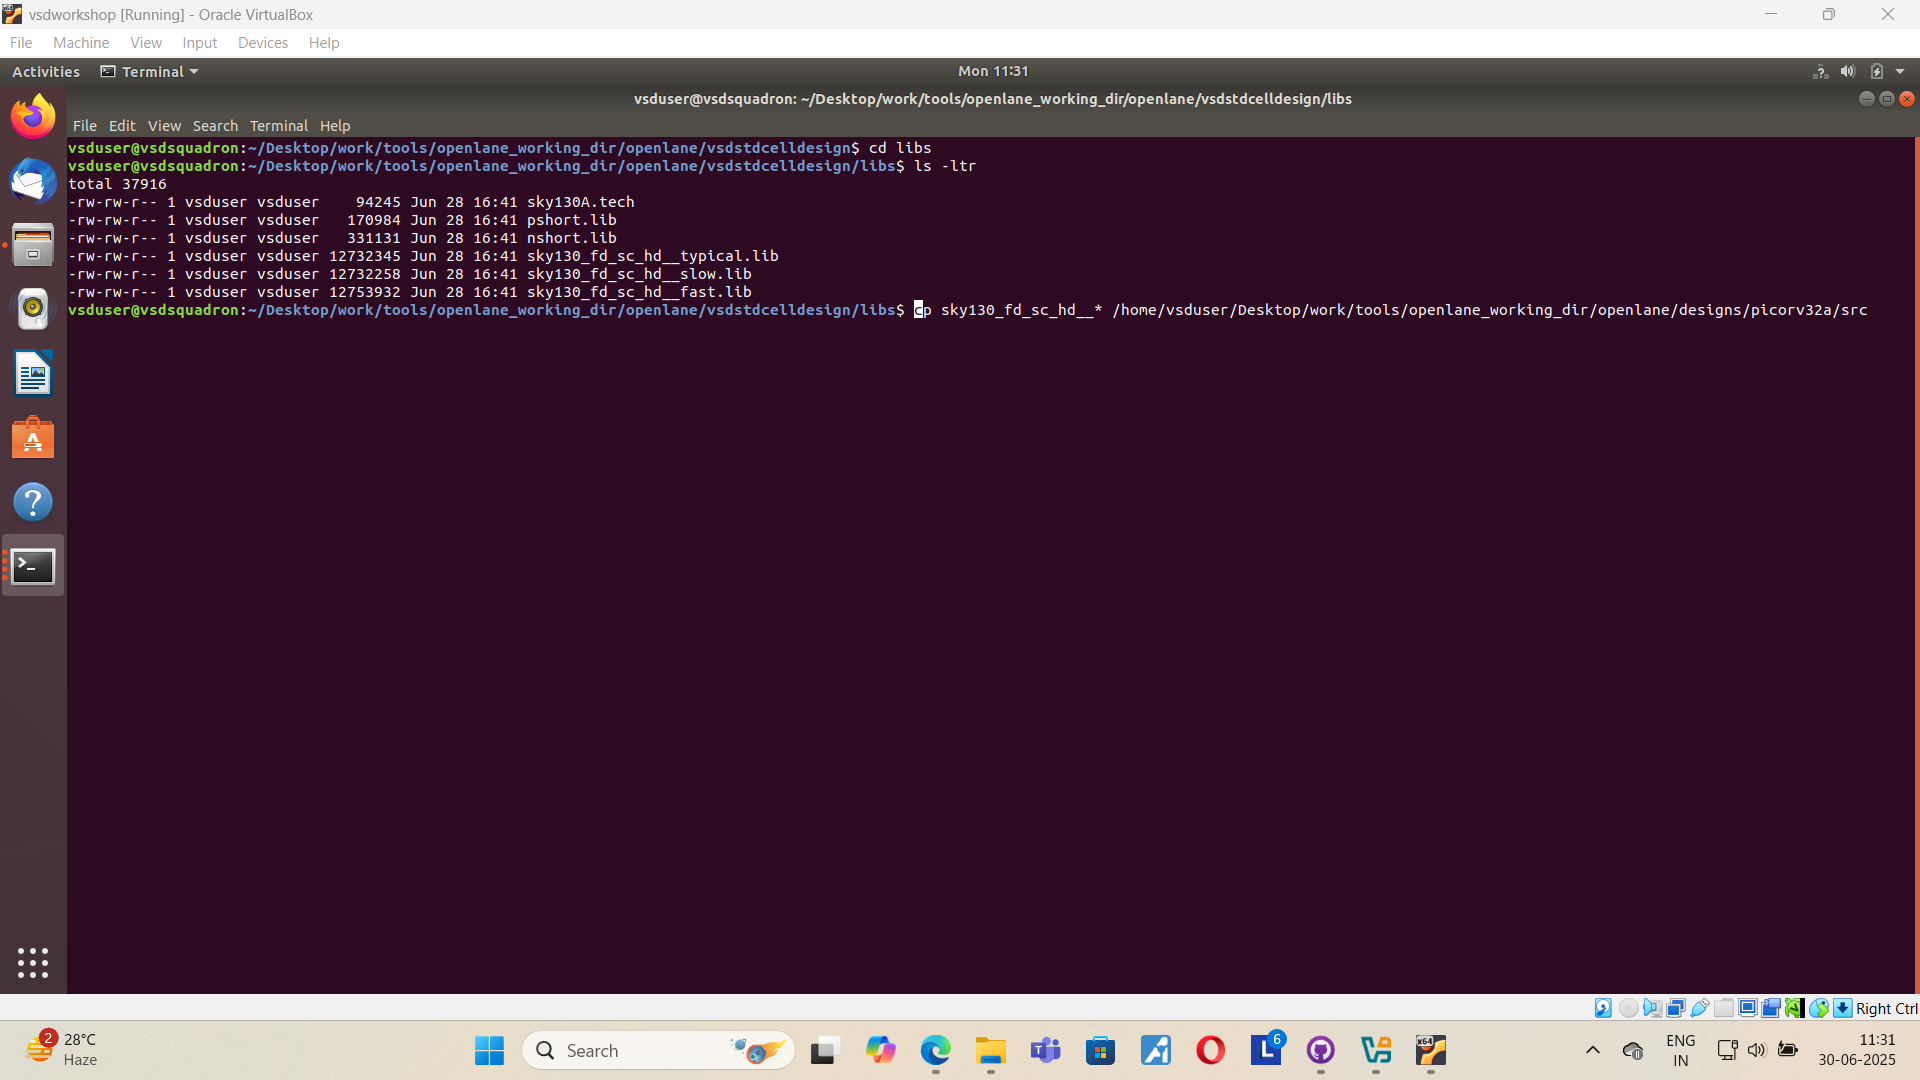 vsdworkshop [Running] - Oracle VirtualBox
File Machine View Input Devices Help
Activities Terminal Mon 11:31
vsduser@vsdsquadron: ~/Desktop/work/tools/openlane_working_dir/openlane/vsdstdcelldesign/libs
File Edit View Search Terminal Help
vsduser@vsdsquadron:~/Desktop/work/tools/openlane_working_dir/openlane/vsdstdcelldesign$ cd libs
vsduser@vsdsquadron:~/Desktop/work/tools/openlane_working_dir/openlane/vsdstdcelldesign/libs$ ls -ltr
total 37916
-rw-rw-r-- 1 vsduser vsduser    94245 Jun 28 16:41 sky130A.tech
-rw-rw-r-- 1 vsduser vsduser   170984 Jun 28 16:41 pshort.lib
-rw-rw-r-- 1 vsduser vsduser   331131 Jun 28 16:41 nshort.lib
-rw-rw-r-- 1 vsduser vsduser 12732345 Jun 28 16:41 sky130_fd_sc_hd__typical.lib
-rw-rw-r-- 1 vsduser vsduser 12732258 Jun 28 16:41 sky130_fd_sc_hd__slow.lib
-rw-rw-r-- 1 vsduser vsduser 12753932 Jun 28 16:41 sky130_fd_sc_hd__fast.lib
vsduser@vsdsquadron:~/Desktop/work/tools/openlane_working_dir/openlane/vsdstdcelldesign/libs$ cp sky130_fd_sc_hd__* /home/vsduser/Desktop/work/tools/openlane_working_dir/openlane/designs/picorv32a/src
Right Ctrl
2
28°C
Haze
Search
6
ENG
IN
11:31
30-06-2025